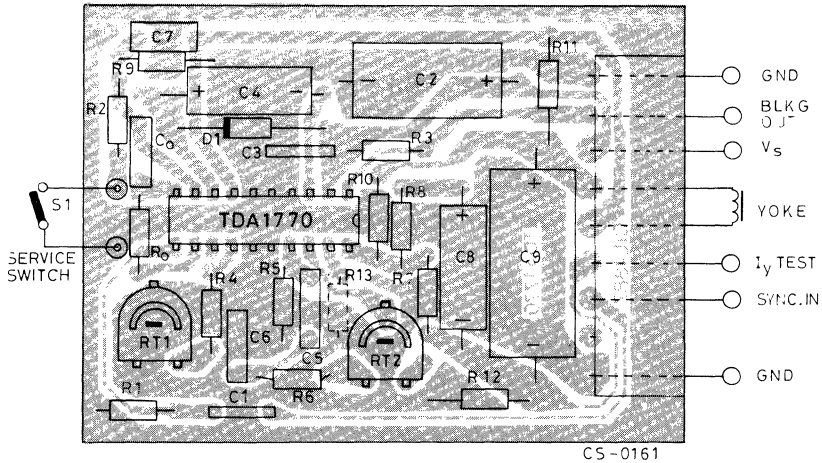 C7
R9
R2
C4
C2
R11
GND
BLKG
OUT
Vs
D1
Co
C3
R3
S1
R10
R8
TDA1770
YOKE
SERVICE
SWITCH
Ro
C8
C9
Iy TEST
R4
R5
R13
SYNC.IN
RT1
C6
C5
RT2
R6
R12
GND
R1
C1
CS-0161